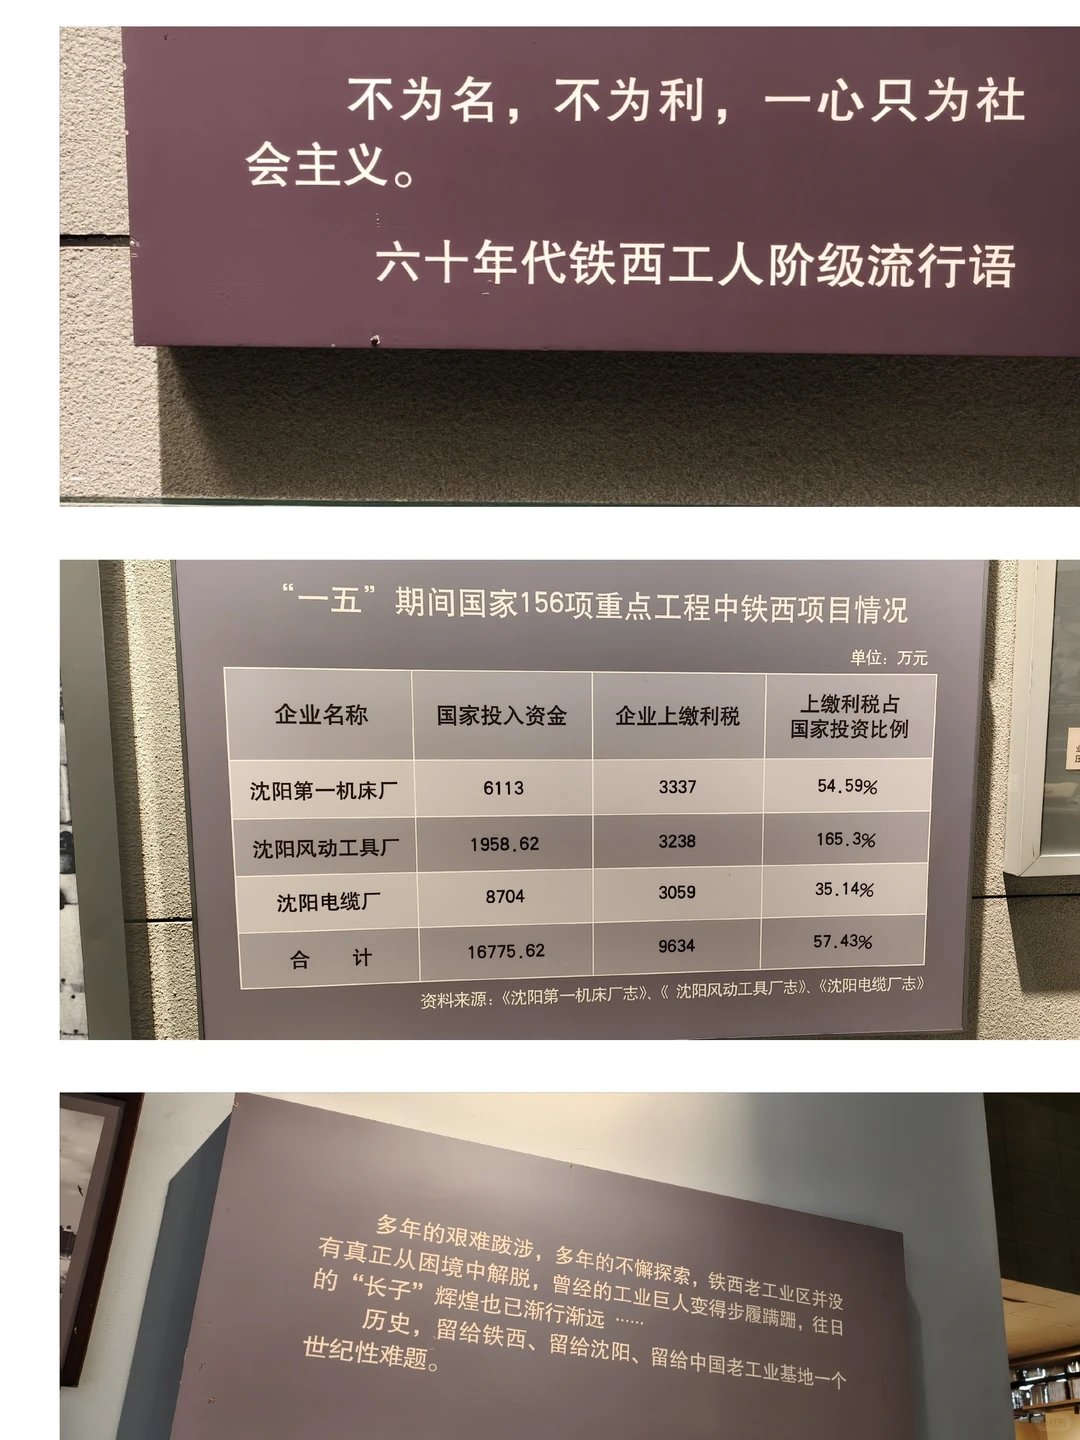 不为名，不为利，一心只为社
会主义。
六十年代铁西工人阶级流行语
“一五”期间国家156项重点工程中铁西项目情况
单位：万元
企业名称 国家投入资金 企业上缴利税 上缴利税占
国家投资比例
沈阳第一机床厂 6113 3337 54.59%
沈阳风动工具厂 1958.62 3238 165.3%
沈阳电缆厂 8704 3059 35.14%
合 计 16775.62 9634 57.43%
资料来源：《沈阳第一机床厂志》、《 沈阳风动工具厂志》、《沈阳电缆厂志》
多年的艰难跋涉，多年的不懈探索，铁西老工业区并没
有真正从困境中解脱，曾经的工业巨人变得步履蹒跚，往日
的“长子”辉煌也已渐行渐远 ……
历史，留给铁西、留给沈阳、留给中国老工业基地一个
世纪性难题。